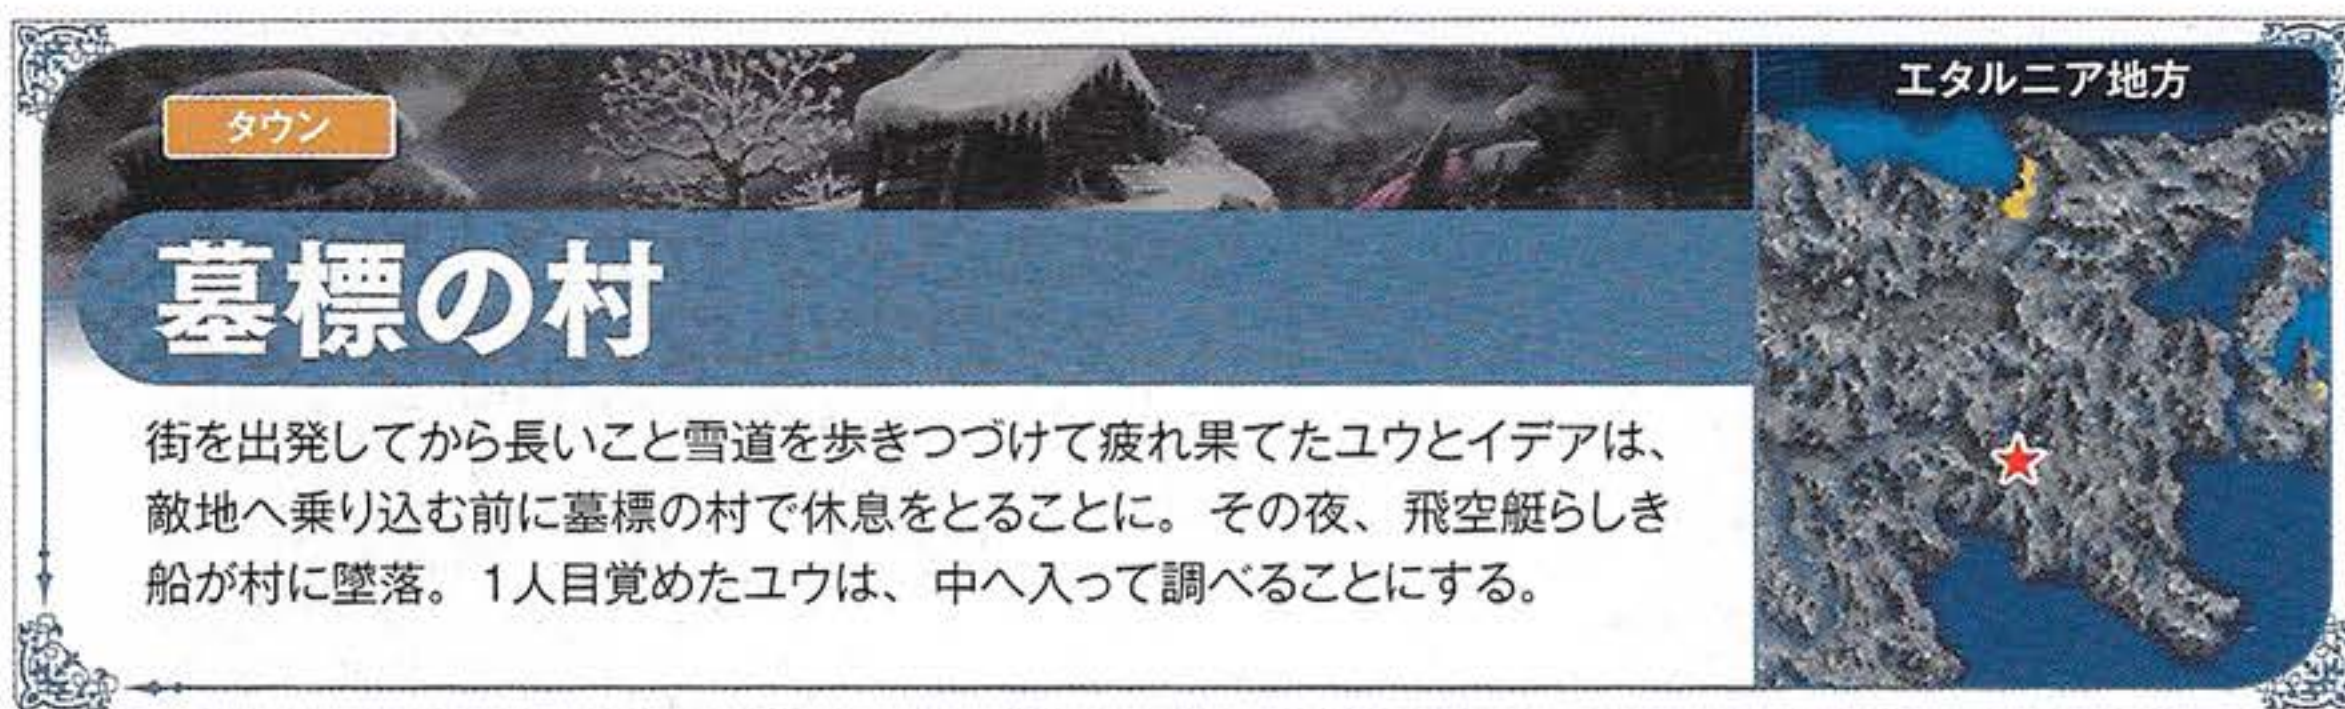 タウン
エタルニア地方
墓標の村
街を出発してから長いこと雪道を歩きつづけて疲れ果てたユウとイデアは、
敵地へ乗り込む前に墓標の村で休息をとることに。その夜、飛空艇らしき
船が村に墜落。1人目覚めたユウは、中へ入って調べることにする。